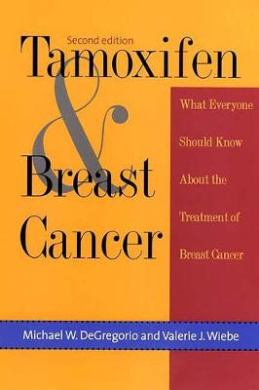 Second edition
Tamoxifen
&
Breast
Cancer
What Everyone
Should Know
About the
Treatment of
Breast Cancer
Michael W. DeGregorio and Valerie J. Wiebe